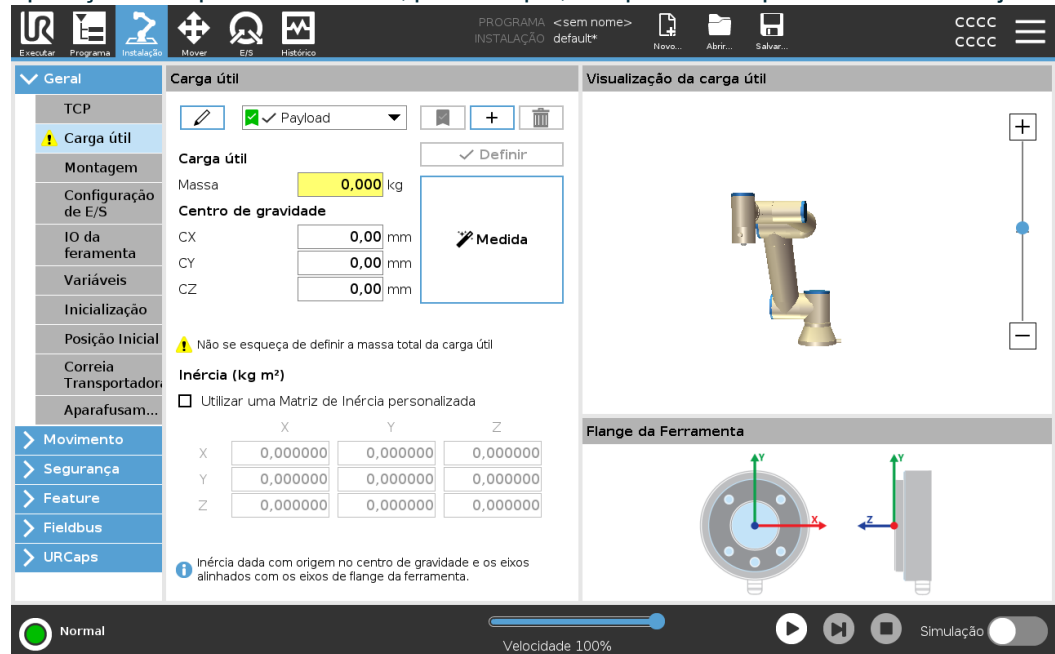 PROGRAMA <sem nome>
INSTALAÇÃO default*
CCCC
CCCC
Executar
Programa
Instalação
Mover
E/S
Histórico
Novo...
Abrir...
Salvar...
Geral
TCP
Carga útil
Montagem
Configuração
de E/S
IO da
ferramenta
Variáveis
Inicialização
Posição Inicial
Correia
Transportador
Aparafusam...
Movimento
Segurança
Feature
Fieldbus
URCaps
Carga útil
Payload
Definir
Carga útil
Massa 0,000 kg
Centro de gravidade
CX 0,00 mm
CY 0,00 mm
CZ 0,00 mm
Medida
Não se esqueça de definir a massa total da carga útil
Inércia (kg m²)
Utilizar uma Matriz de Inércia personalizada
X Y Z
X 0,000000 0,000000 0,000000
Y 0,000000 0,000000 0,000000
Z 0,000000 0,000000 0,000000
Inércia dada com origem no centro de gravidade e os eixos
alinhados com os eixos de flange da ferramenta.
Visualização da carga útil
Flange da Ferramenta
Y
X
Y
Z
Normal
Velocidade 100%
Simulação